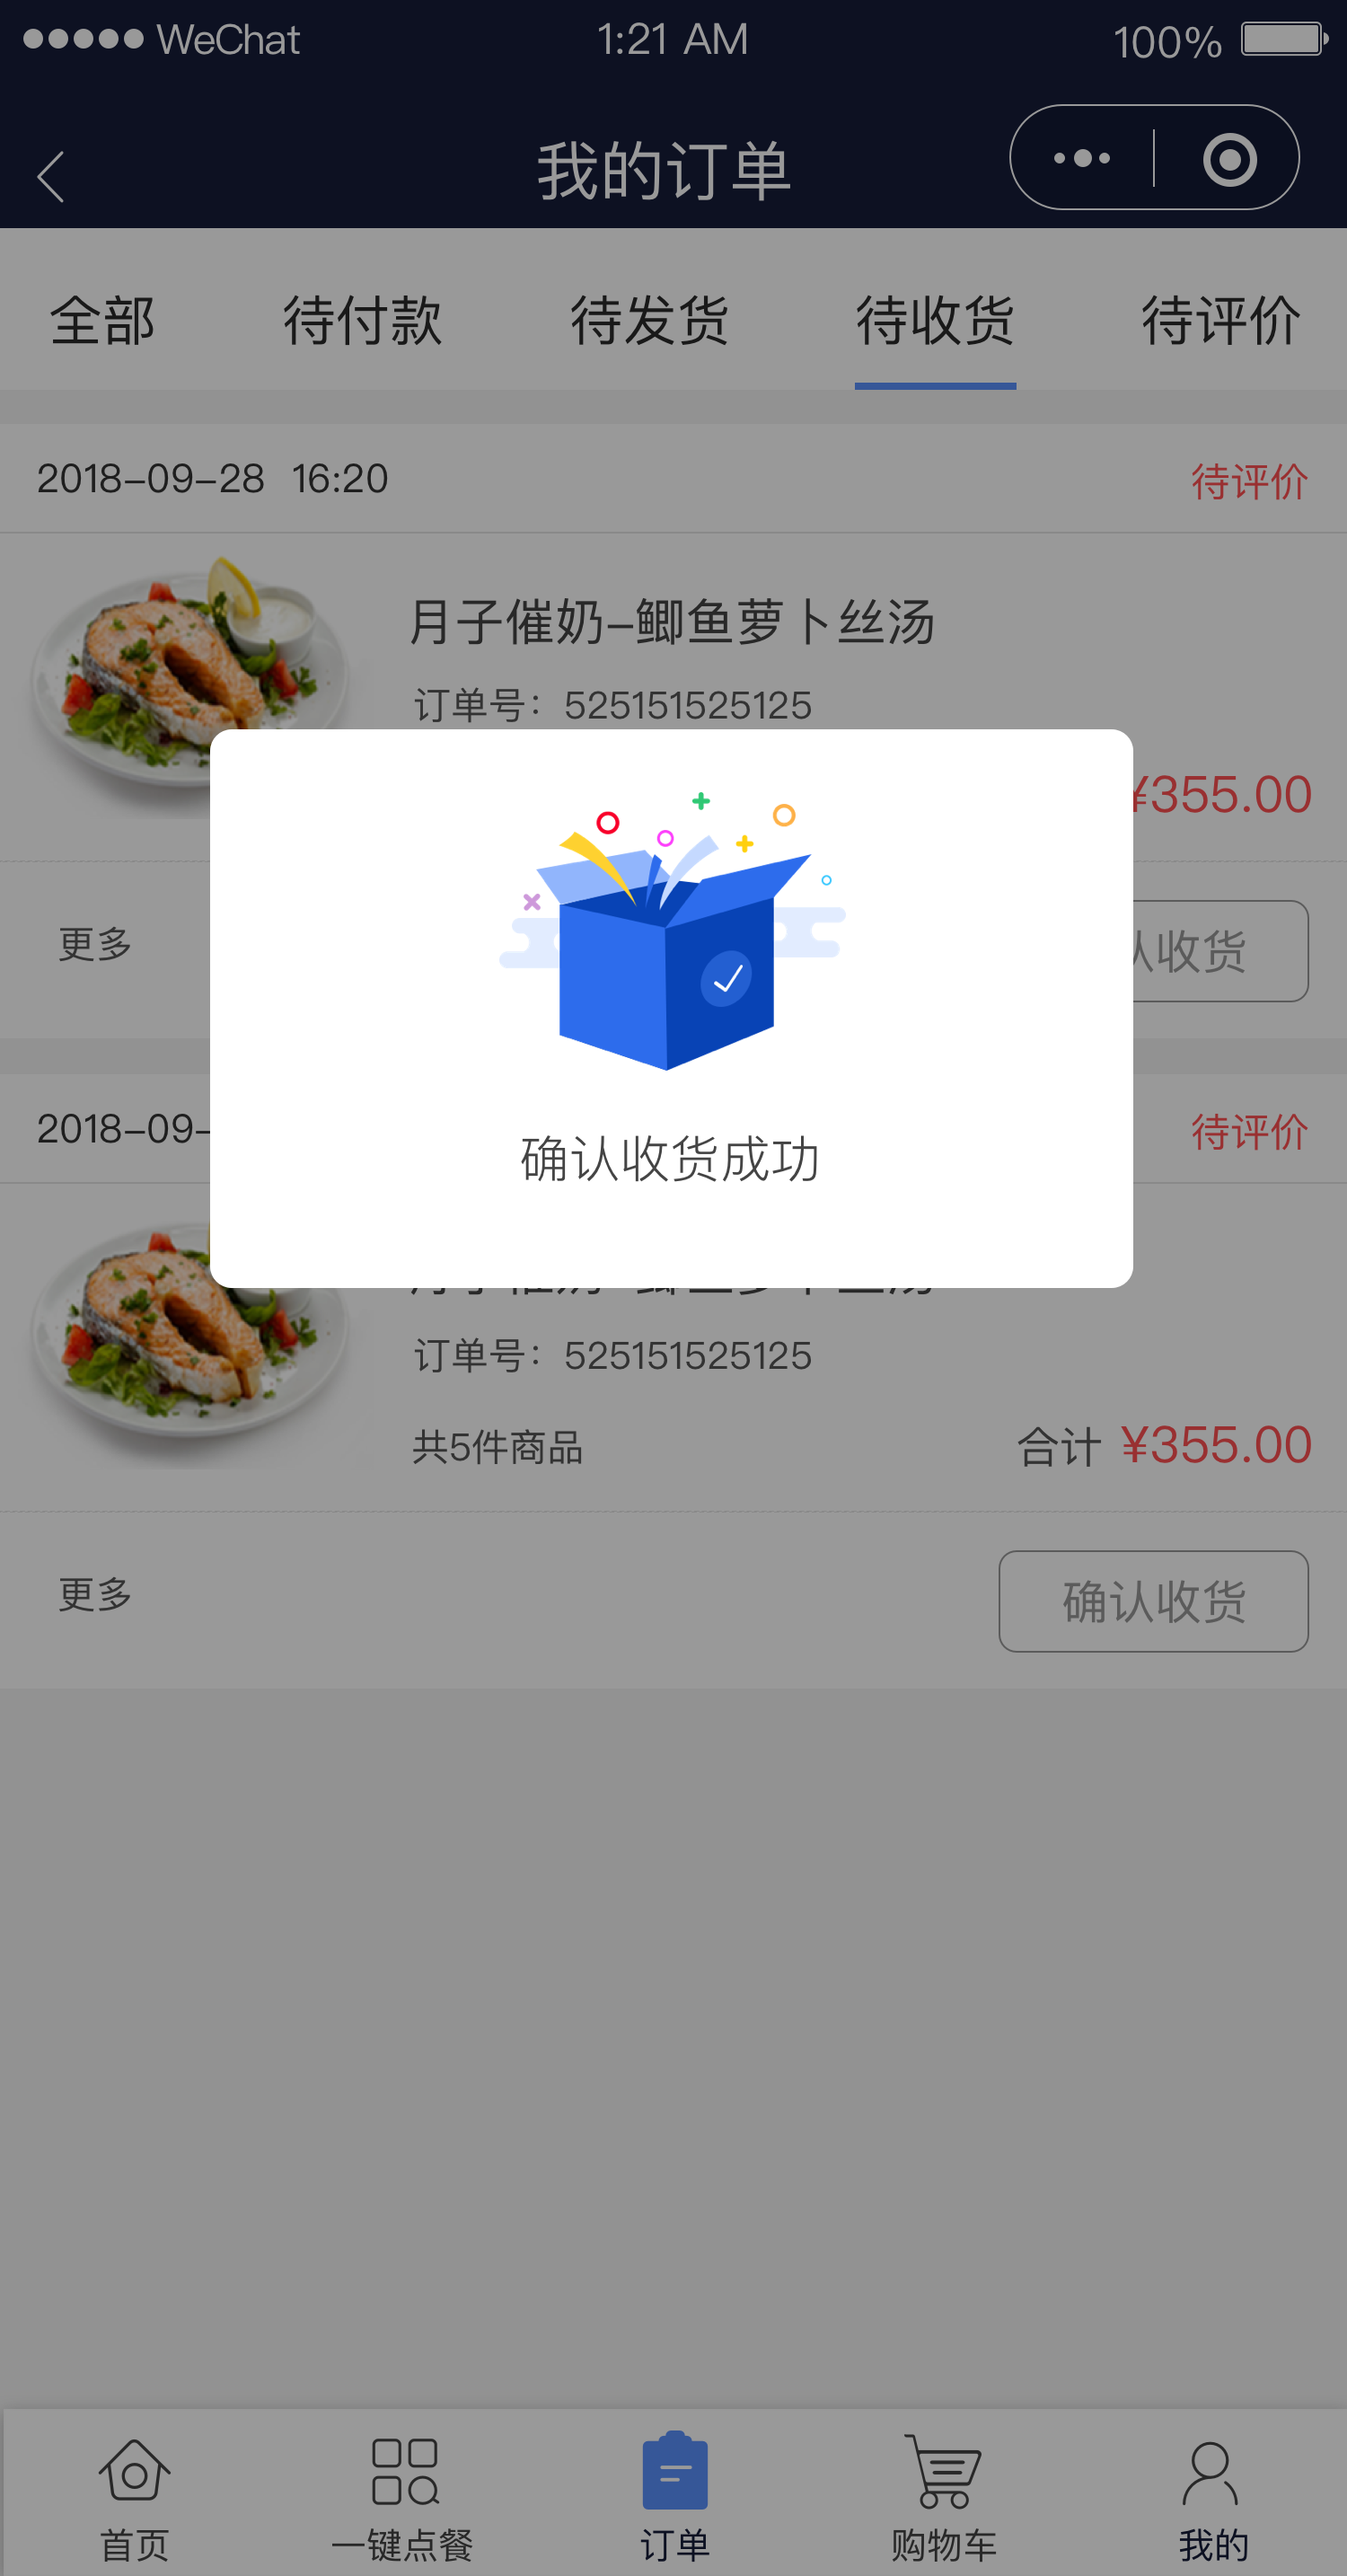 WeChat 1:21 AM 100%
我的订单
全部 待付款 待发货 待收货 待评价
2018-09-28 16:20 待评价
月子催奶-鲫鱼萝卜丝汤
订单号：525151525125
¥355.00
更多 认收货
确认收货成功
2018-09- 待评价
订单号：525151525125
共5件商品 合计 ¥355.00
更多 确认收货
首页 一键点餐 订单 购物车 我的